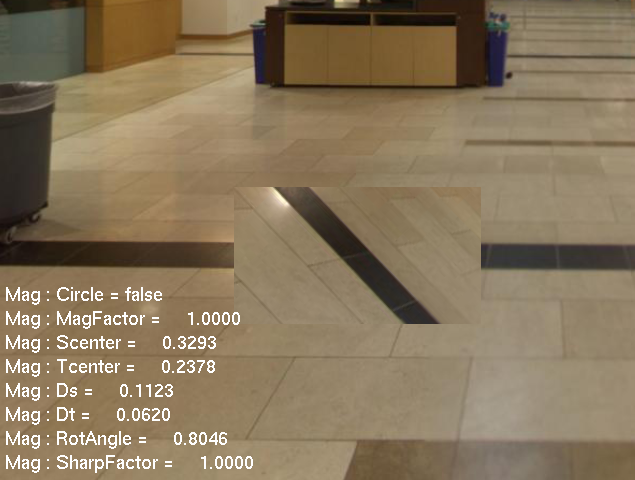 Mag : Circle = false
Mag : MagFactor = 1.0000
Mag : Scenter = 0.3293
Mag : Tcenter = 0.2378
Mag : Ds = 0.1123
Mag : Dt = 0.0620
Mag : RotAngle = 0.8046
Mag : SharpFactor = 1.0000